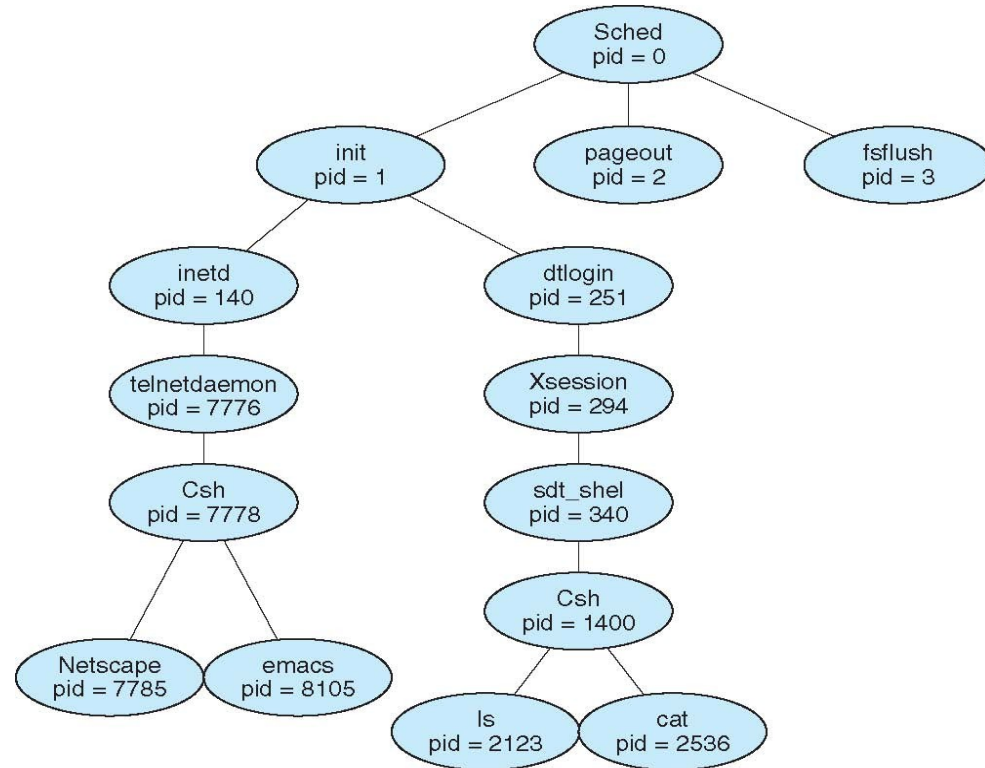 Sched
pid = 0
init
pid = 1
pageout
pid = 2
fsflush
pid = 3
inetd
pid = 140
dtlogin
pid = 251
telnetdaemon
pid = 7776
Xsession
pid = 294
Csh
pid = 7778
sdt_shel
pid = 340
Csh
pid = 1400
Netscape
pid = 7785
emacs
pid = 8105
ls
pid = 2123
cat
pid = 2536